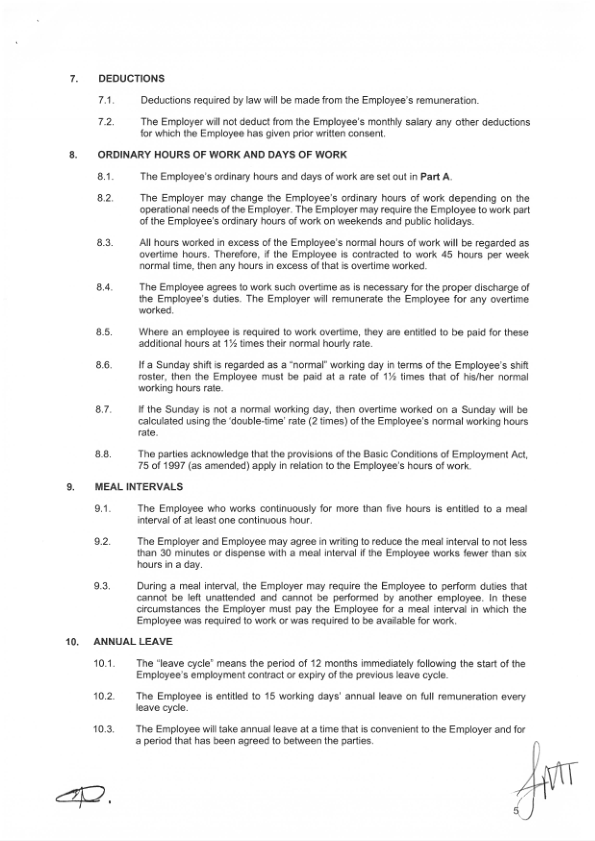 7. DEDUCTIONS
7.1. Deductions required by law will be made from the Employee's remuneration.
7.2. The Employer will not deduct from the Employee's monthly salary any other deductions
for which the Employee has given prior written consent.
8. ORDINARY HOURS OF WORK AND DAYS OF WORK
8.1. The Employee's ordinary hours and days of work are set out in Part A.
8.2. The Employer may change the Employee's ordinary hours of work depending on the
operational needs of the Employer. The Employer may require the Employee to work part
of the Employee's ordinary hours of work on weekends and public holidays.
8.3. All hours worked in excess of the Employee's normal hours of work will be regarded as
overtime hours. Therefore, if the Employee is contracted to work 45 hours per week
normal time, then any hours in excess of that is overtime worked.
8.4. The Employee agrees to work such overtime as is necessary for the proper discharge of
the Employee's duties. The Employer will remunerate the Employee for any overtime
worked.
8.5. Where an employee is required to work overtime, they are entitled to be paid for these
additional hours at 1½ times their normal hourly rate.
8.6. If a Sunday shift is regarded as a "normal" working day in terms of the Employee's shift
roster, then the Employee must be paid at a rate of 1½ times that of his/her normal
working hours rate.
8.7. If the Sunday is not a normal working day, then overtime worked on a Sunday will be
calculated using the 'double-time' rate (2 times) of the Employee's normal working hours
rate.
8.8. The parties acknowledge that the provisions of the Basic Conditions of Employment Act,
75 of 1997 (as amended) apply in relation to the Employee's hours of work.
9. MEAL INTERVALS
9.1. The Employee who works continuously for more than five hours is entitled to a meal
interval of at least one continuous hour.
9.2. The Employer and Employee may agree in writing to reduce the meal interval to not less
than 30 minutes or dispense with a meal interval if the Employee works fewer than six
hours in a day.
9.3. During a meal interval, the Employer may require the Employee to perform duties that
cannot be left unattended and cannot be performed by another employee. In these
circumstances the Employer must pay the Employee for a meal interval in which the
Employee was required to work or was required to be available for work.
10. ANNUAL LEAVE
10.1. The "leave cycle" means the period of 12 months immediately following the start of the
Employee's employment contract or expiry of the previous leave cycle.
10.2. The Employee is entitled to 15 working days' annual leave on full remuneration every
leave cycle.
10.3. The Employee will take annual leave at a time that is convenient to the Employer and for
a period that has been agreed to between the parties.
5